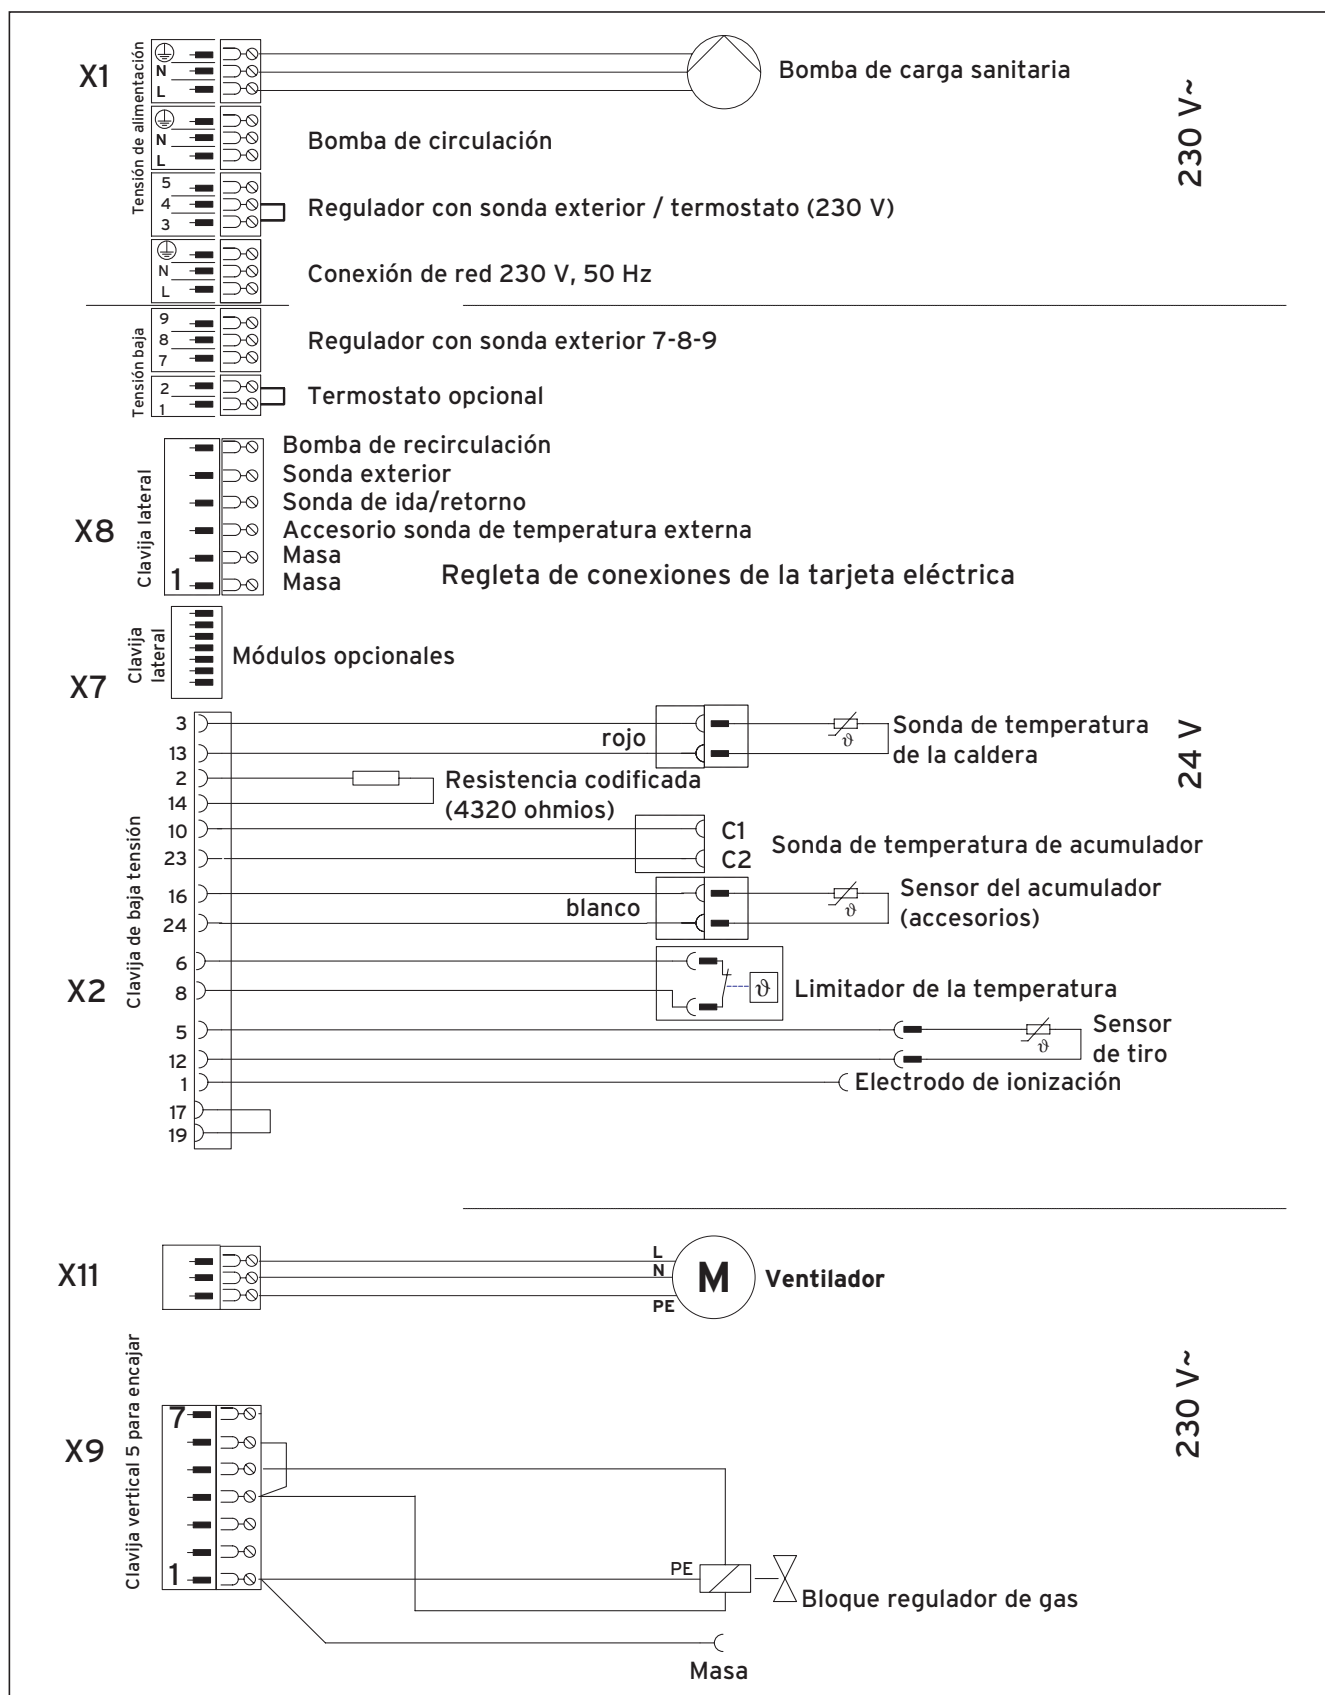 X1
Tensión de alimentación
N
L
Bomba de carga sanitaria
230 V~
N
L
Bomba de circulación
5
4
3
Regulador con sonda exterior / termostato (230 V)
N
L
Conexión de red 230 V, 50 Hz
Tensión baja
9
8
7
Regulador con sonda exterior 7-8-9
2
1
Termostato opcional
X8
Clavija lateral
1
Bomba de recirculación
Sonda exterior
Sonda de ida/retorno
Accesorio sonda de temperatura externa
Masa
Masa
Regleta de conexiones de la tarjeta eléctrica
X7
Clavija
lateral
Módulos opcionales
24 V
X2
Clavija de baja tensión
3
13
rojo
ϑ
Sonda de temperatura
de la caldera
2
14
Resistencia codificada
(4320 ohmios)
10
23
C1
C2
Sonda de temperatura de acumulador
16
24
blanco
ϑ
Sensor del acumulador
(accesorios)
6
8
ϑ
Limitador de la temperatura
5
12
ϑ
Sensor
de tiro
1
Electrodo de ionización
17
19
X11
L
N
PE
M
Ventilador
230 V~
X9
Clavija vertical 5 para encajar
7
1
PE
Bloque regulador de gas
Masa